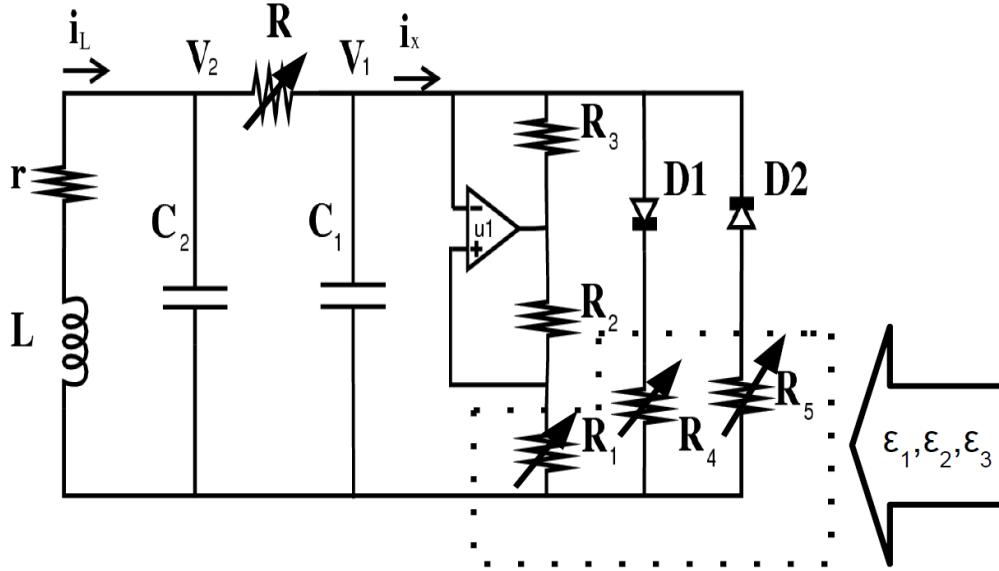 i_L
V_2
R
V_1
i_x
r
C_2
C_1
L
R_3
D1
D2
u1
-
+
R_2
R_1
R_4
R_5
ε_1,ε_2,ε_3